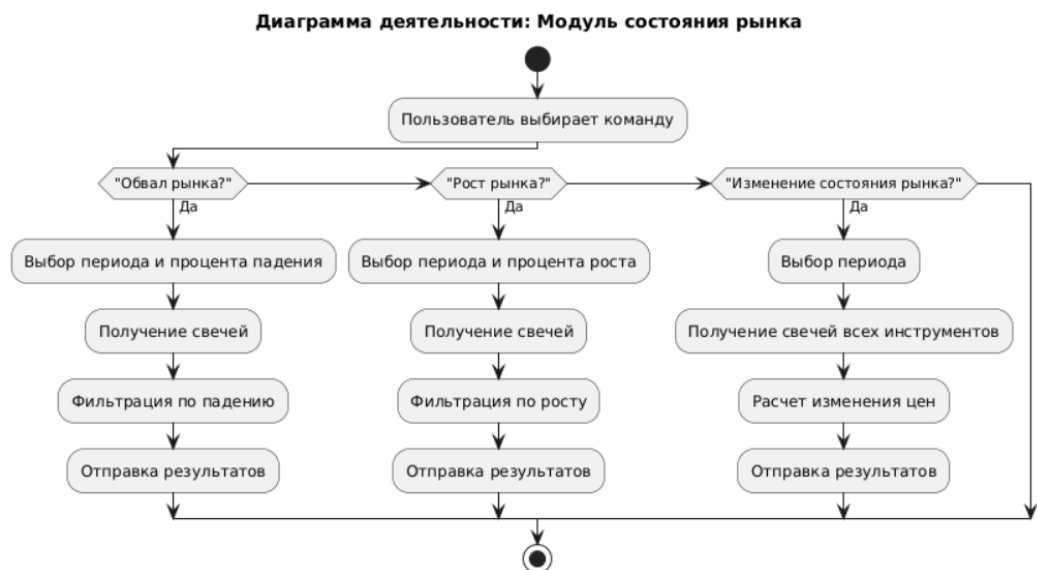 Диаграмма деятельности: Модуль состояния рынка
Пользователь выбирает команду
"Обвал рынка?"
"Рост рынка?"
"Изменение состояния рынка?"
Да
Да
Да
Выбор периода и процента падения
Выбор периода и процента роста
Выбор периода
Получение свечей
Получение свечей
Получение свечей всех инструментов
Фильтрация по падению
Фильтрация по росту
Расчет изменения цен
Отправка результатов
Отправка результатов
Отправка результатов